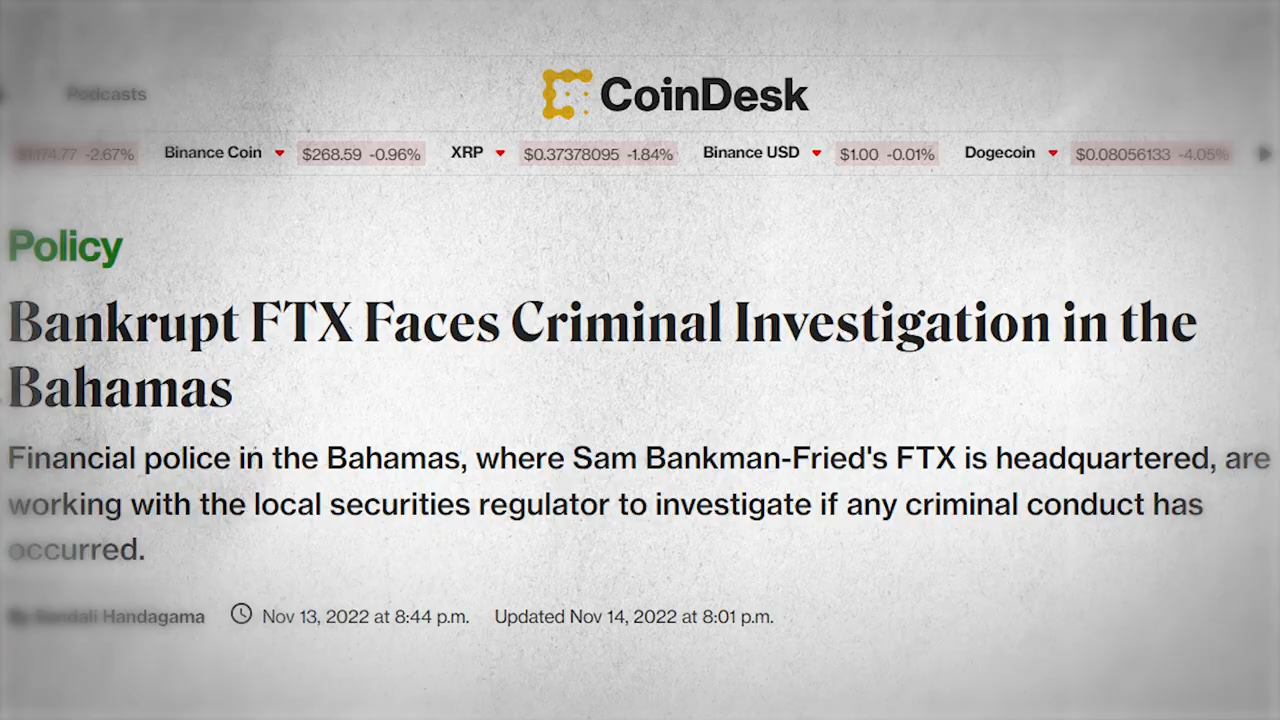 Podcasts
CoinDesk
-2.67% Binance Coin $268.59 -0.96% XRP $0.37378095 -1.84% Binance USD $1.00 -0.01% Dogecoin $0.08056133 -4.05%
Policy
Bankrupt FTX Faces Criminal Investigation in the
Bahamas
Financial police in the Bahamas, where Sam Bankman-Fried's FTX is headquartered, are
working with the local securities regulator to investigate if any criminal conduct has
occurred.
Handagama Nov 13, 2022 at 8:44 p.m. Updated Nov 14, 2022 at 8:01 p.m.